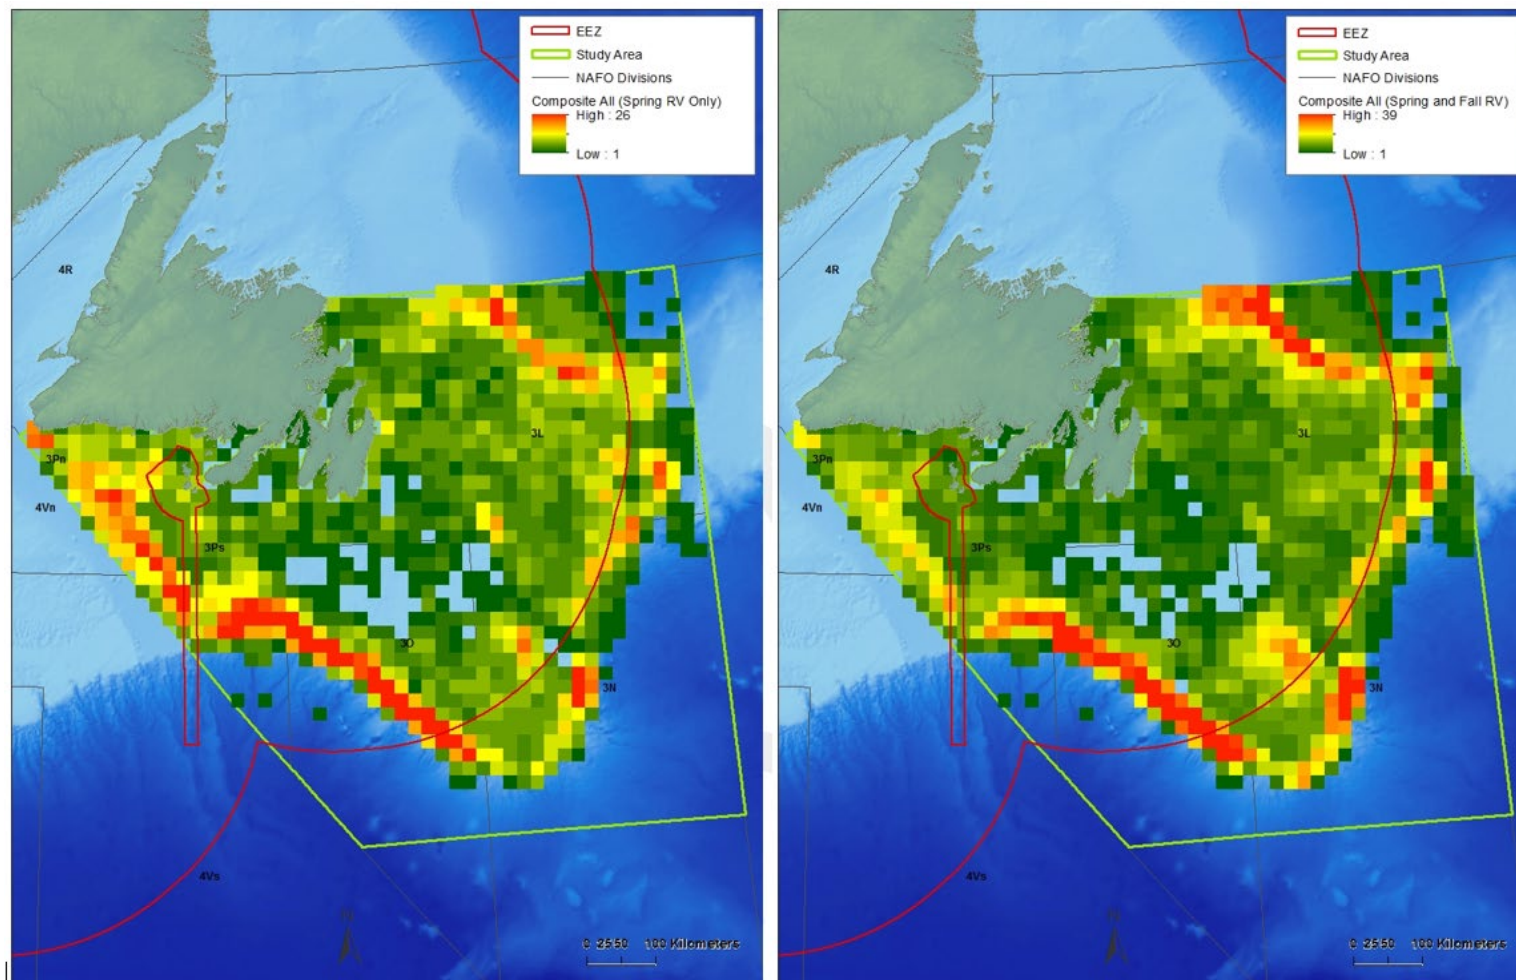 EEZ
Study Area
NAFO Divisions
Composite All (Spring RV Only)
High : 26
Low : 1
4R
3L
3Pn
4Vn
3Ps
3O
3N
4Vs
N
0 25 50 100 Kilometers
EEZ
Study Area
NAFO Divisions
Composite All (Spring and Fall RV)
High : 39
Low : 1
4R
3L
3Pn
4Vn
3Ps
3O
3N
4Vs
N
0 25 50 100 Kilometers